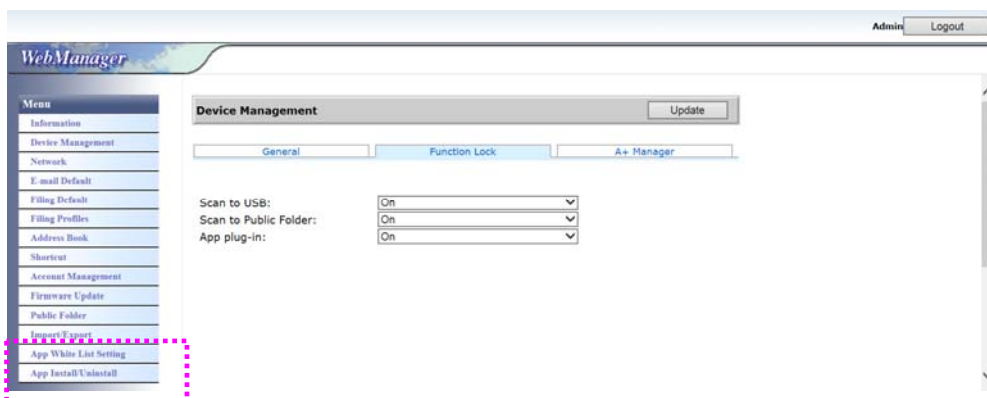 Admin Logout
WebManager
Menu
Information
Device Management
Network
E-mail Default
Filing Default
Filing Profiles
Address Book
Shortcut
Account Management
Firmware Update
Public Folder
Import/Export
App White List Setting
App Install/Uninstall
Device Management Update
General Function Lock A+ Manager
Scan to USB: On
Scan to Public Folder: On
App plug-in: On